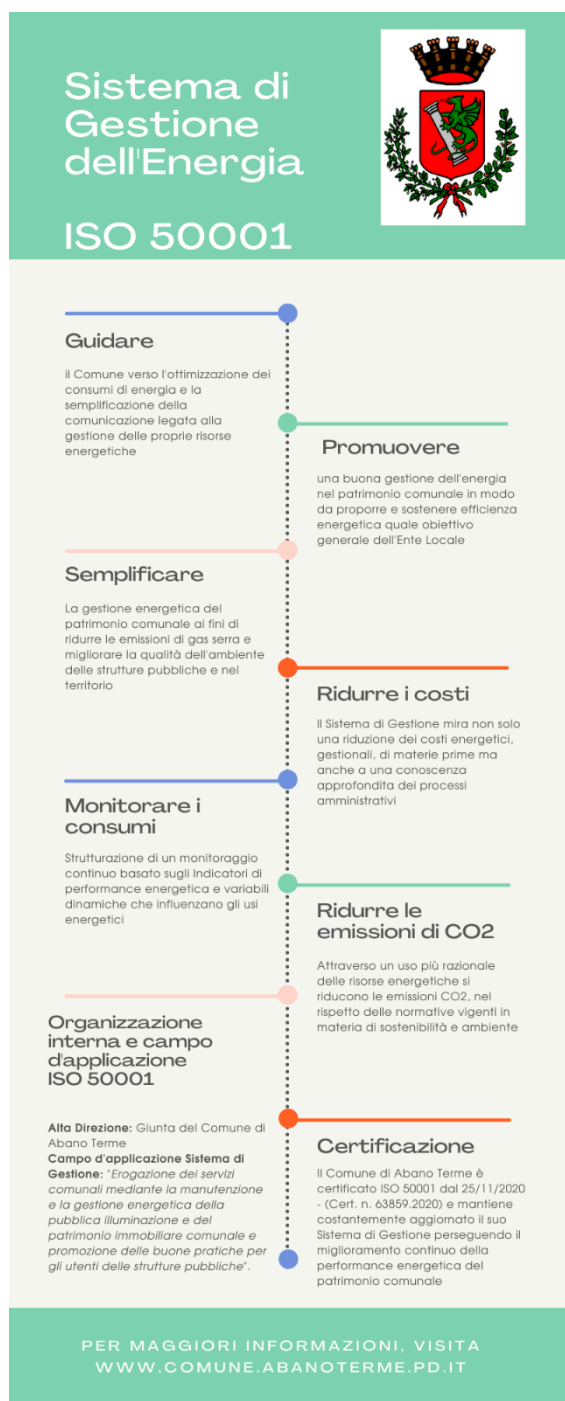 Sistema di
Gestione
dell'Energia
ISO 50001
Guidare
il Comune verso l'ottimizzazione dei
consumi di energia e la
semplificazione della
comunicazione legata alla
gestione delle proprie risorse
energetiche
Promuovere
una buona gestione dell'energia
nel patrimonio comunale in modo
da proporre e sostenere efficienza
energetica quale obiettivo
generale dell'Ente Locale
Semplificare
La gestione energetica del
patrimonio comunale ai fini di
ridurre le emissioni di gas serra e
migliorare la qualità dell'ambiente
delle strutture pubbliche e nel
territorio
Ridurre i costi
Il Sistema di Gestione mira non solo
una riduzione dei costi energetici,
gestionali, di materie prime ma
anche a una conoscenza
approfondita dei processi
amministrativi
Monitorare i
consumi
Strutturazione di un monitoraggio
continuo basato sugli Indicatori di
performance energetica e variabili
dinamiche che influenzano gli usi
energetici
Ridurre le
emissioni di CO2
Attraverso un uso più razionale
delle risorse energetiche si
riducono le emissioni CO2, nel
rispetto delle normative vigenti in
materia di sostenibilità e ambiente
Organizzazione
interna e campo
d'applicazione
ISO 50001
Alta Direzione: Giunta del Comune di
Abano Terme
Campo d'applicazione Sistema di
Gestione: "Erogazione dei servizi
comunali mediante la manutenzione
e la gestione energetica della
pubblica illuminazione e del
patrimonio immobiliare comunale e
promozione delle buone pratiche per
gli utenti delle strutture pubbliche".
Certificazione
Il Comune di Abano Terme è
certificato ISO 50001 dal 25/11/2020
- (Cert. n. 63859.2020) e mantiene
costantemente aggiornato il suo
Sistema di Gestione perseguendo il
miglioramento continuo della
performance energetica del
patrimonio comunale
PER MAGGIORI INFORMAZIONI, VISITA
WWW.COMUNE.ABANOTERME.PD.IT